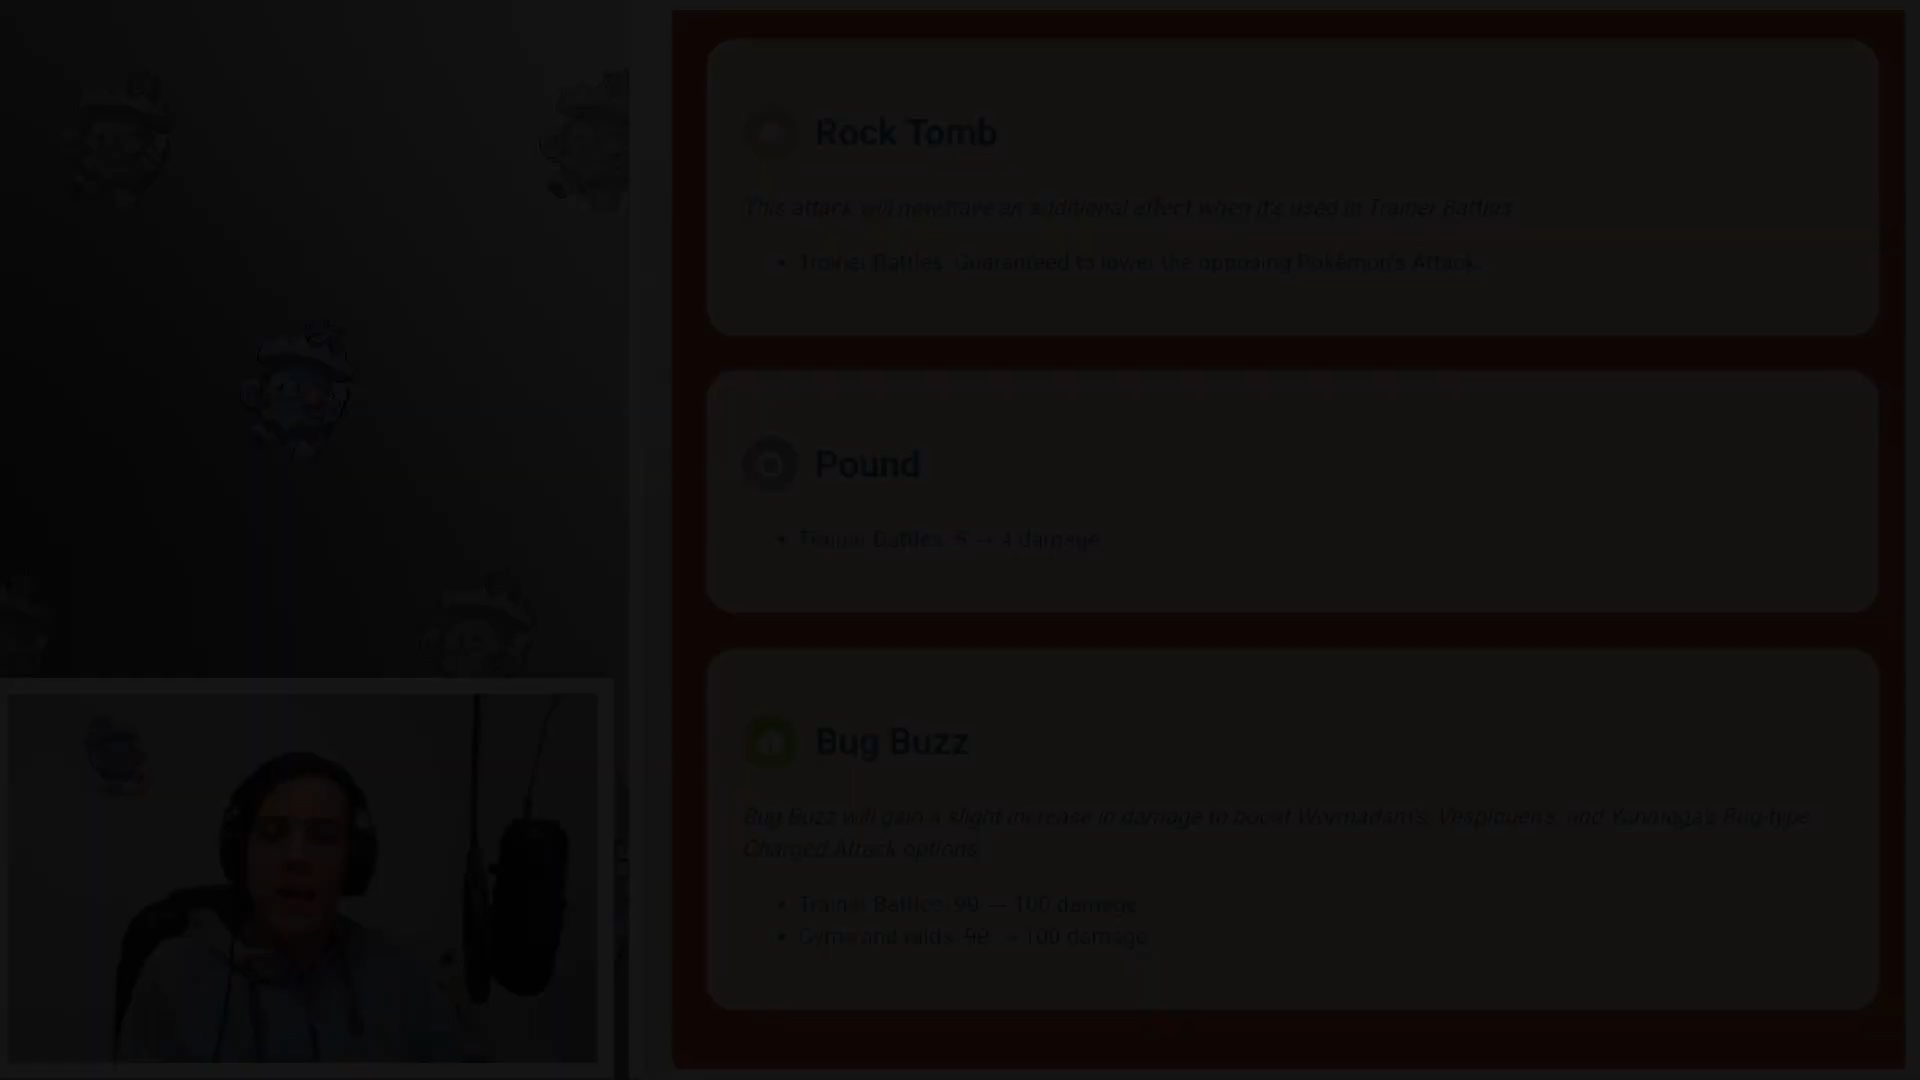 Rock Tomb
This attack will now have an additional effect when it's used in Trainer Battles.
• Trainer Battles: Guaranteed to lower the opposing Pokémon's Attack.
Pound
• Trainer Battles: 5 → 4 damage
Bug Buzz
Bug Buzz will gain a slight increase in damage to boost Wormadam's, Vespiquen's, and Yanmega's Bug-type
Charged Attack options.
• Trainer Battles: 90 → 100 damage
• Gyms and raids: 90 → 100 damage